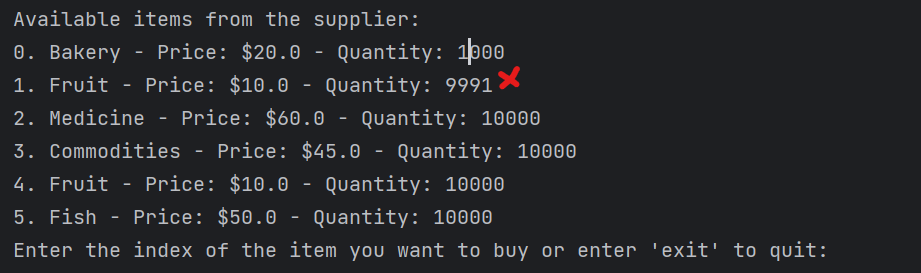 Available items from the supplier:
0. Bakery - Price: $20.0 - Quantity: 1000
1. Fruit - Price: $10.0 - Quantity: 9991
2. Medicine - Price: $60.0 - Quantity: 10000
3. Commodities - Price: $45.0 - Quantity: 10000
4. Fruit - Price: $10.0 - Quantity: 10000
5. Fish - Price: $50.0 - Quantity: 10000
Enter the index of the item you want to buy or enter 'exit' to quit: